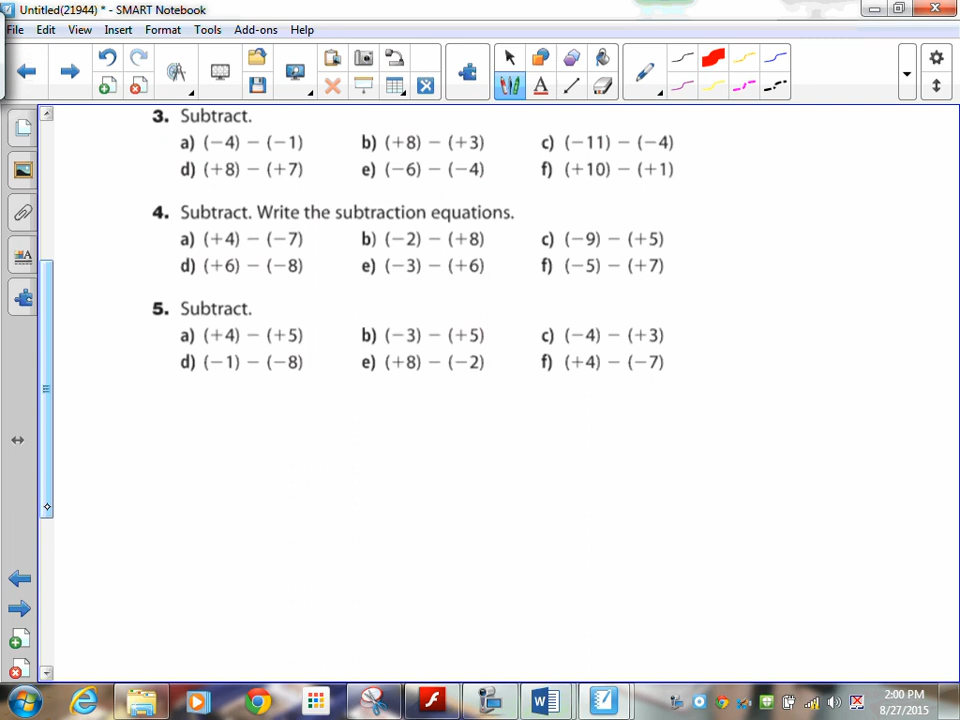 Untitled(21944) * - SMART Notebook
File Edit View Insert Format Tools Add-ons Help
3. Subtract.
a) (−4) − (−1) b) (+8) − (+3) c) (−11) − (−4)
d) (+8) − (+7) e) (−6) − (−4) f) (+10) − (+1)
4. Subtract. Write the subtraction equations.
a) (+4) − (−7) b) (−2) − (+8) c) (−9) − (+5)
d) (+6) − (−8) e) (−3) − (+6) f) (−5) − (+7)
5. Subtract.
a) (+4) − (+5) b) (−3) − (+5) c) (−4) − (+3)
d) (−1) − (−8) e) (+8) − (−2) f) (+4) − (−7)
2:00 PM
8/27/2015